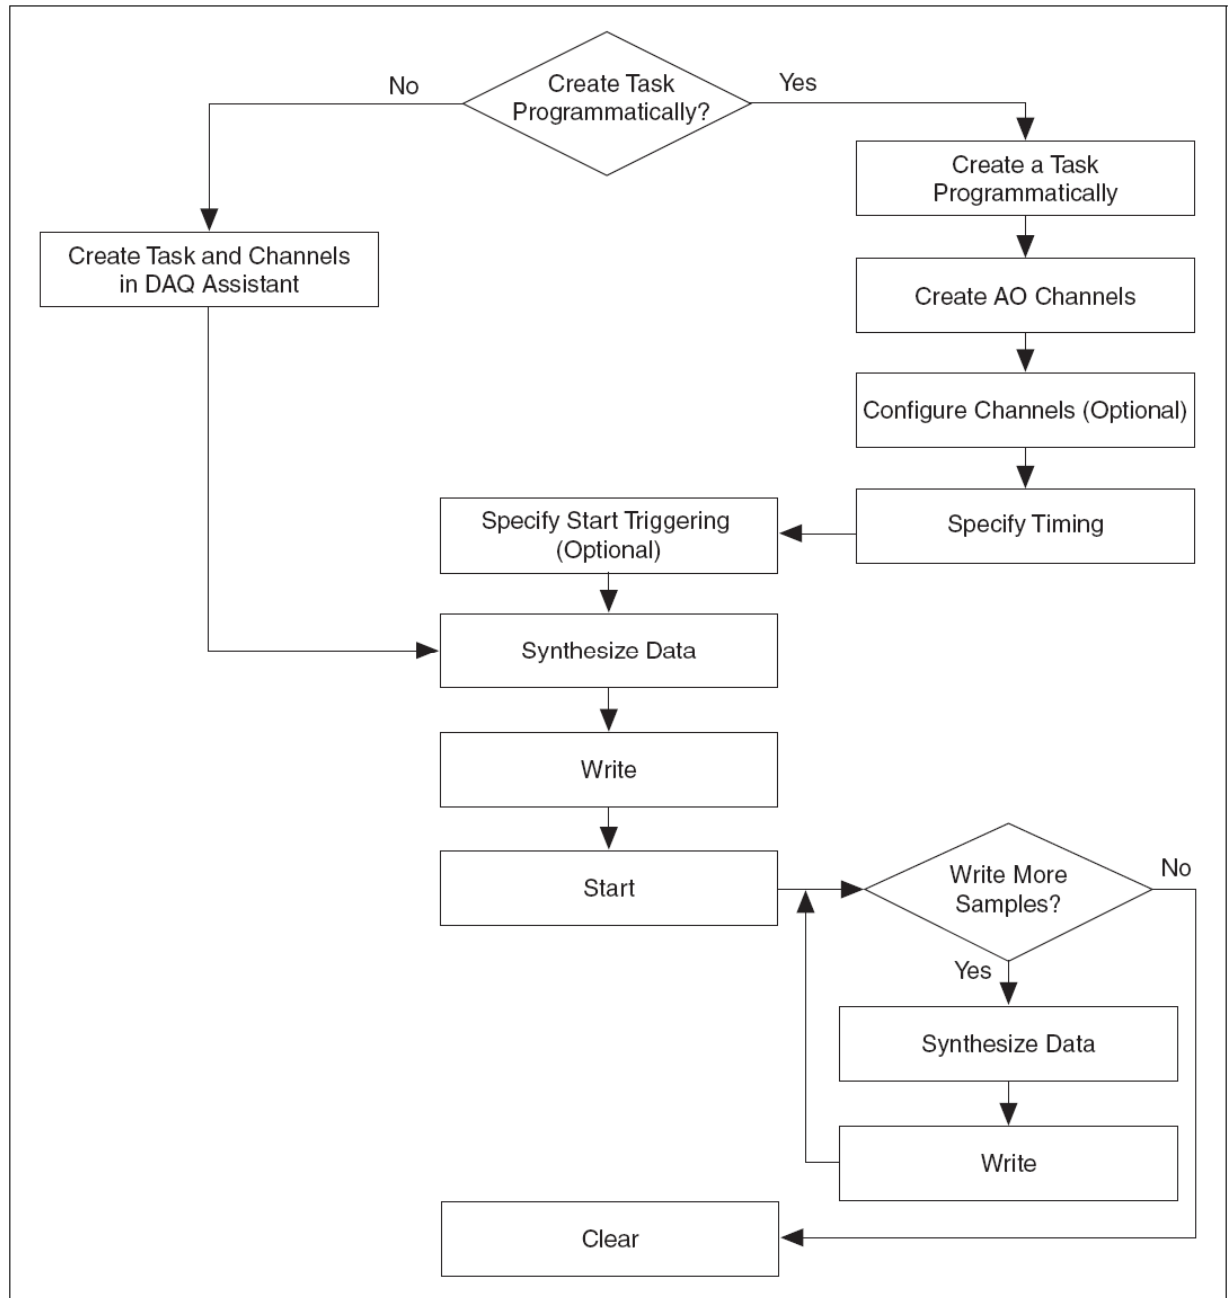 Create Task
Programmatically?
No
Yes
Create a Task
Programmatically
Create Task and Channels
in DAQ Assistant
Create AO Channels
Configure Channels (Optional)
Specify Timing
Specify Start Triggering
(Optional)
Synthesize Data
Write
Start
Write More
Samples?
No
Yes
Synthesize Data
Write
Clear